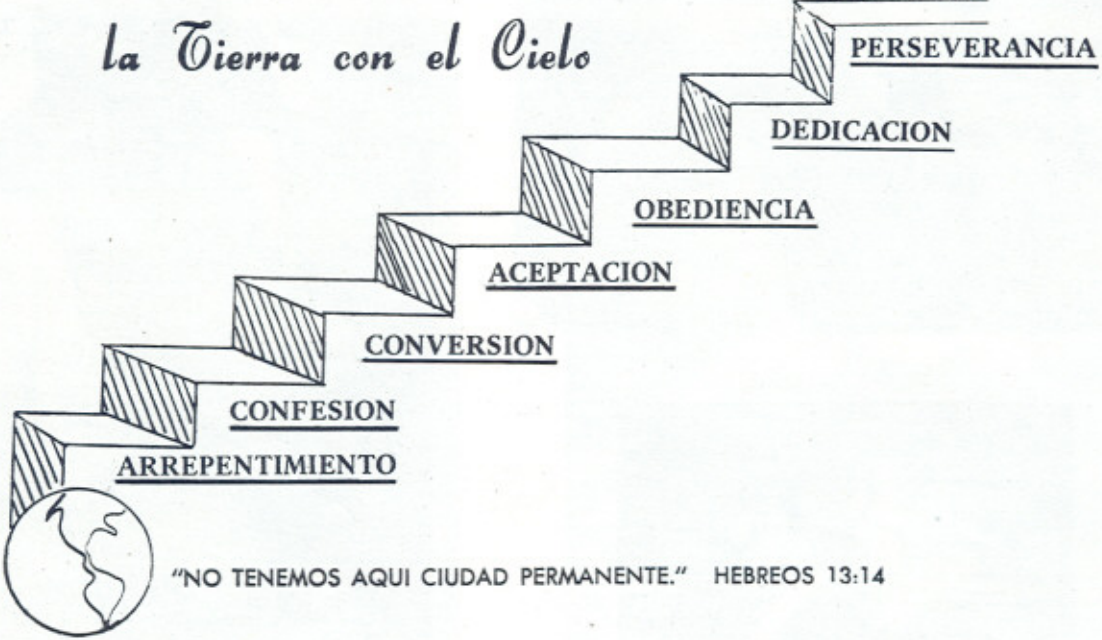 la Tierra con el Cielo
PERSEVERANCIA
DEDICACION
OBEDIENCIA
ACEPTACION
CONVERSION
CONFESION
ARREPENTIMIENTO
"NO TENEMOS AQUI CIUDAD PERMANENTE." HEBREOS 13:14